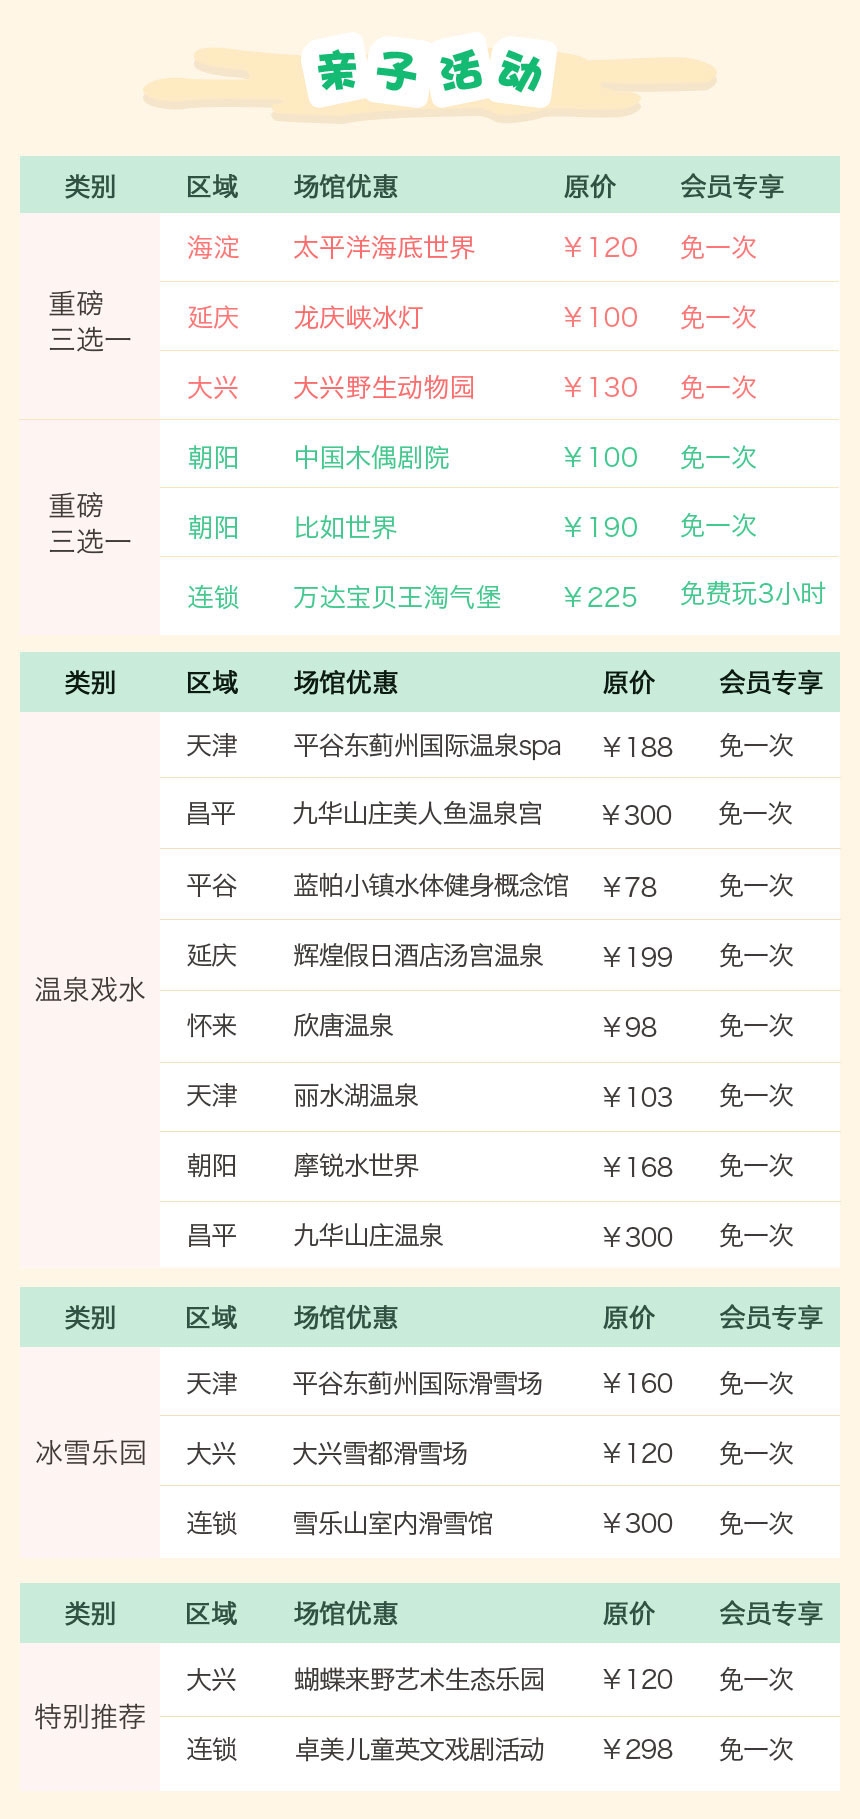 亲子活动
类别 区域 场馆优惠 原价 会员专享
海淀 太平洋海底世界 ￥120 免一次
重磅
三选一
延庆 龙庆峡冰灯 ￥100 免一次
大兴 大兴野生动物园 ￥130 免一次
朝阳 中国木偶剧院 ￥100 免一次
重磅
三选一
朝阳 比如世界 ￥190 免一次
连锁 万达宝贝王淘气堡 ￥225 免费玩3小时
类别 区域 场馆优惠 原价 会员专享
天津 平谷东蓟州国际温泉spa ￥188 免一次
昌平 九华山庄美人鱼温泉宫 ￥300 免一次
平谷 蓝帕小镇水体健身概念馆 ￥78 免一次
延庆 辉煌假日酒店汤宫温泉 ￥199 免一次
温泉戏水
怀来 欣唐温泉 ￥98 免一次
天津 丽水湖温泉 ￥103 免一次
朝阳 摩锐水世界 ￥168 免一次
昌平 九华山庄温泉 ￥300 免一次
类别 区域 场馆优惠 原价 会员专享
天津 平谷东蓟州国际滑雪场 ￥160 免一次
冰雪乐园 大兴 大兴雪都滑雪场 ￥120 免一次
连锁 雪乐山室内滑雪馆 ￥300 免一次
类别 区域 场馆优惠 原价 会员专享
大兴 蝴蝶来野艺术生态乐园 ￥120 免一次
特别推荐
连锁 卓美儿童英文戏剧活动 ￥298 免一次